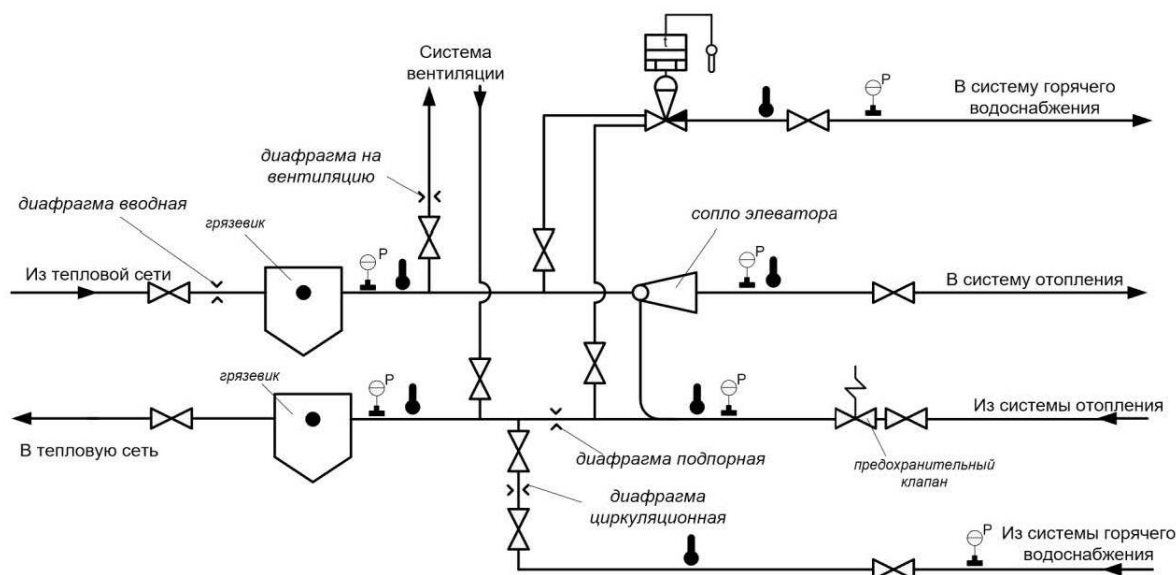 Система
вентиляции
t
P
В систему горячего
водоснабжения
диафрагма на
вентиляцию
диафрагма вводная
грязевик
сопло элеватора
P
P
Из тепловой сети
В систему отопления
грязевик
P
P
Из системы отопления
В тепловую сеть
диафрагма подпорная
предохранительный
клапан
диафрагма
циркуляционная
P
Из системы горячего
водоснабжения